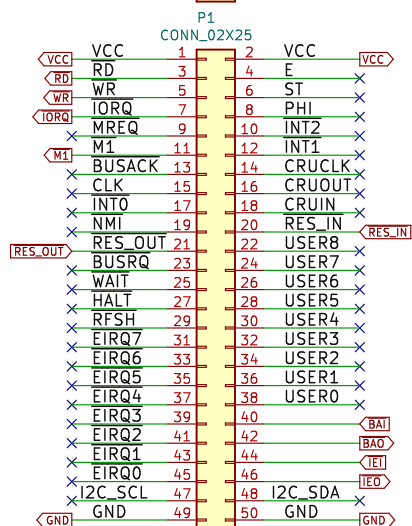 P1
CONN_02X25
VCC VCC 1 2 VCC VCC
RD RD 3 4 E
WR WR 5 6 ST
IORQ IORQ 7 8 PHI
MREQ 9 10 INT2
M1 M1 11 12 INT1
BUSACK 13 14 CRUCLK
CLK 15 16 CRUOUT
INT0 17 18 CRUIN
NMI 19 20 RES_IN RES_IN
RES_OUT RES_OUT 21 22 USER8
BUSRQ 23 24 USER7
WAIT 25 26 USER6
HALT 27 28 USER5
RFSH 29 30 USER4
EIRQ7 31 32 USER3
EIRQ6 33 34 USER2
EIRQ5 35 36 USER1
EIRQ4 37 38 USER0
EIRQ3 39 40 BAI
EIRQ2 41 42 BAO
EIRQ1 43 44 IEI
EIRQ0 45 46 IEO
I2C_SCL 47 48 I2C_SDA
GND GND 49 50 GND GND